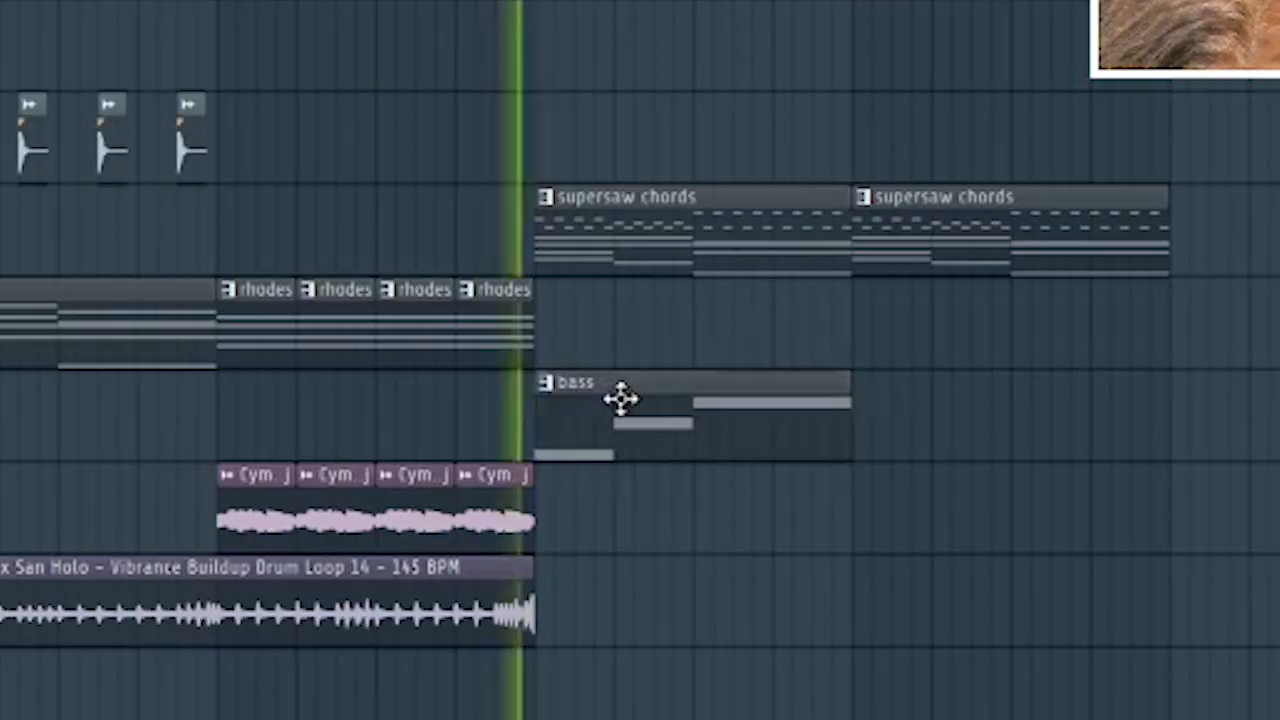 supersaw chords supersaw chords
rhodes rhodes rhodes rhodes
bass
Cym. j Cym. j Cym. j Cym. j
x San Holo - Vibrance Buildup Drum Loop 14 - 145 BPM